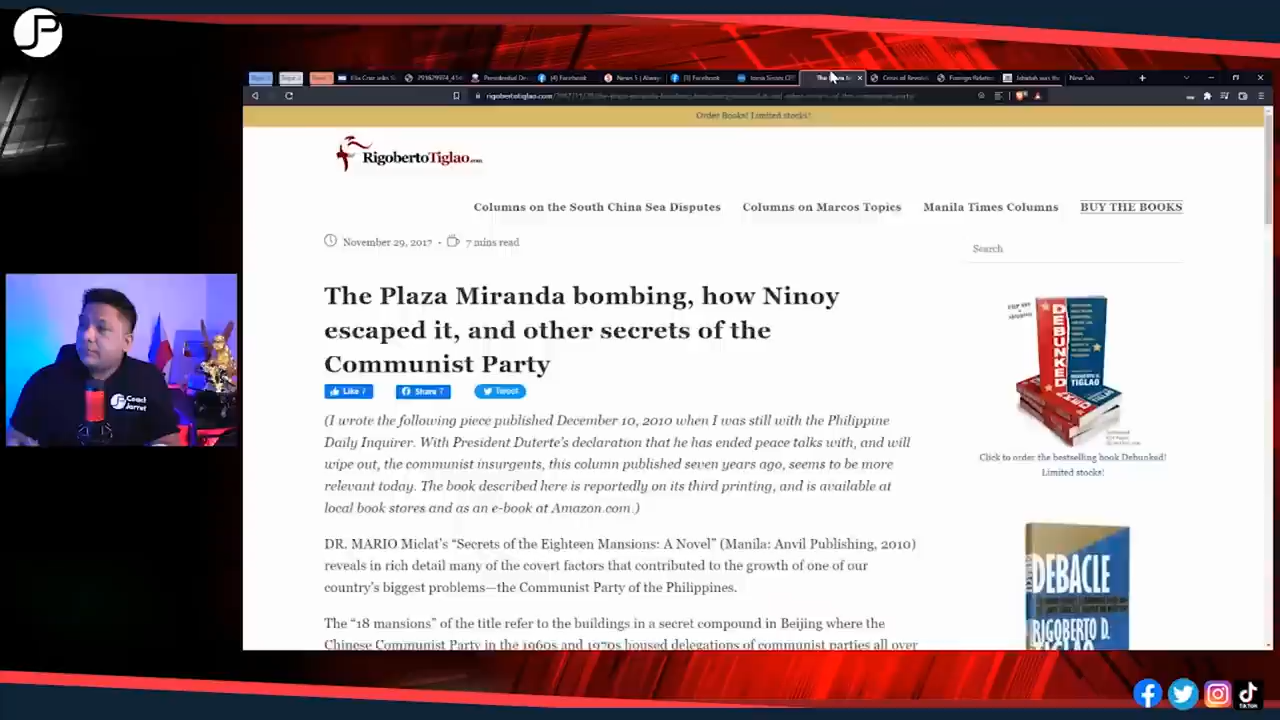 JP
Order Books! Limited stocks!
RigobertoTiglao.com
Columns on the South China Sea Disputes Columns on Marcos Topics Manila Times Columns BUY THE BOOKS
November 29, 2017 - 7 mins read
Search
The Plaza Miranda bombing, how Ninoy
escaped it, and other secrets of the
Communist Party
Like 7 Share 7 Tweet
(I wrote the following piece published December 10, 2010 when I was still with the Philippine
Daily Inquirer. With President Duterte's declaration that he has ended peace talks with, and will
wipe out, the communist insurgents, this column published seven years ago, seems to be more
relevant today. The book described here is reportedly on its third printing, and is available at
local book stores and as an e-book at Amazon.com.)
DR. MARIO Miclat's “Secrets of the Eighteen Mansions: A Novel” (Manila: Anvil Publishing, 2010)
reveals in rich detail many of the covert factors that contributed to the growth of one of our
country's biggest problems—the Communist Party of the Philippines.
The “18 mansions” of the title refer to the buildings in a secret compound in Beijing where the
Chinese Communist Party in the 1960s and 1970s housed delegations of communist parties all over
DEBUNKED
TIGLAO
Click to order the bestselling book Debunked!
Limited stocks!
DEBACLE
RIGOBERTO D.
Coach
Jarret